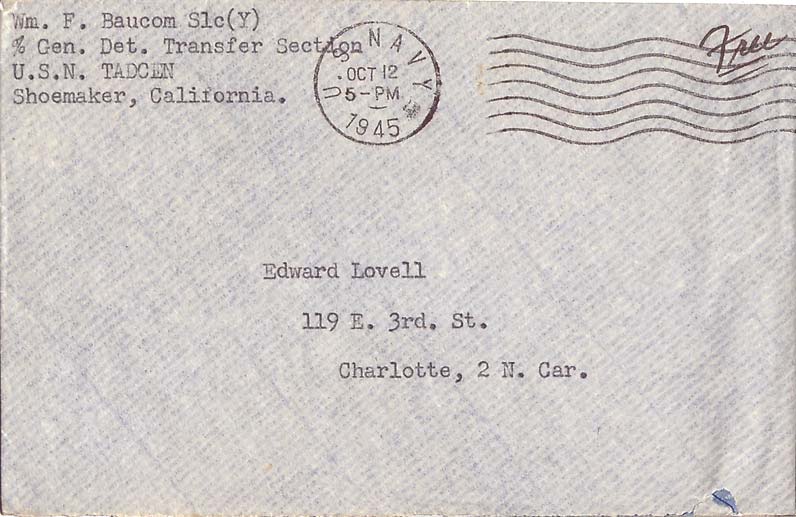 Wm. F. Baucom S1c(Y)
% Gen. Det. Transfer Section
U.S.N. TADCEN
Shoemaker, California.
U.S. NAVY
OCT 12
5-PM
1945
Free
Edward Lovell
119 E. 3rd. St.
Charlotte, 2 N. Car.